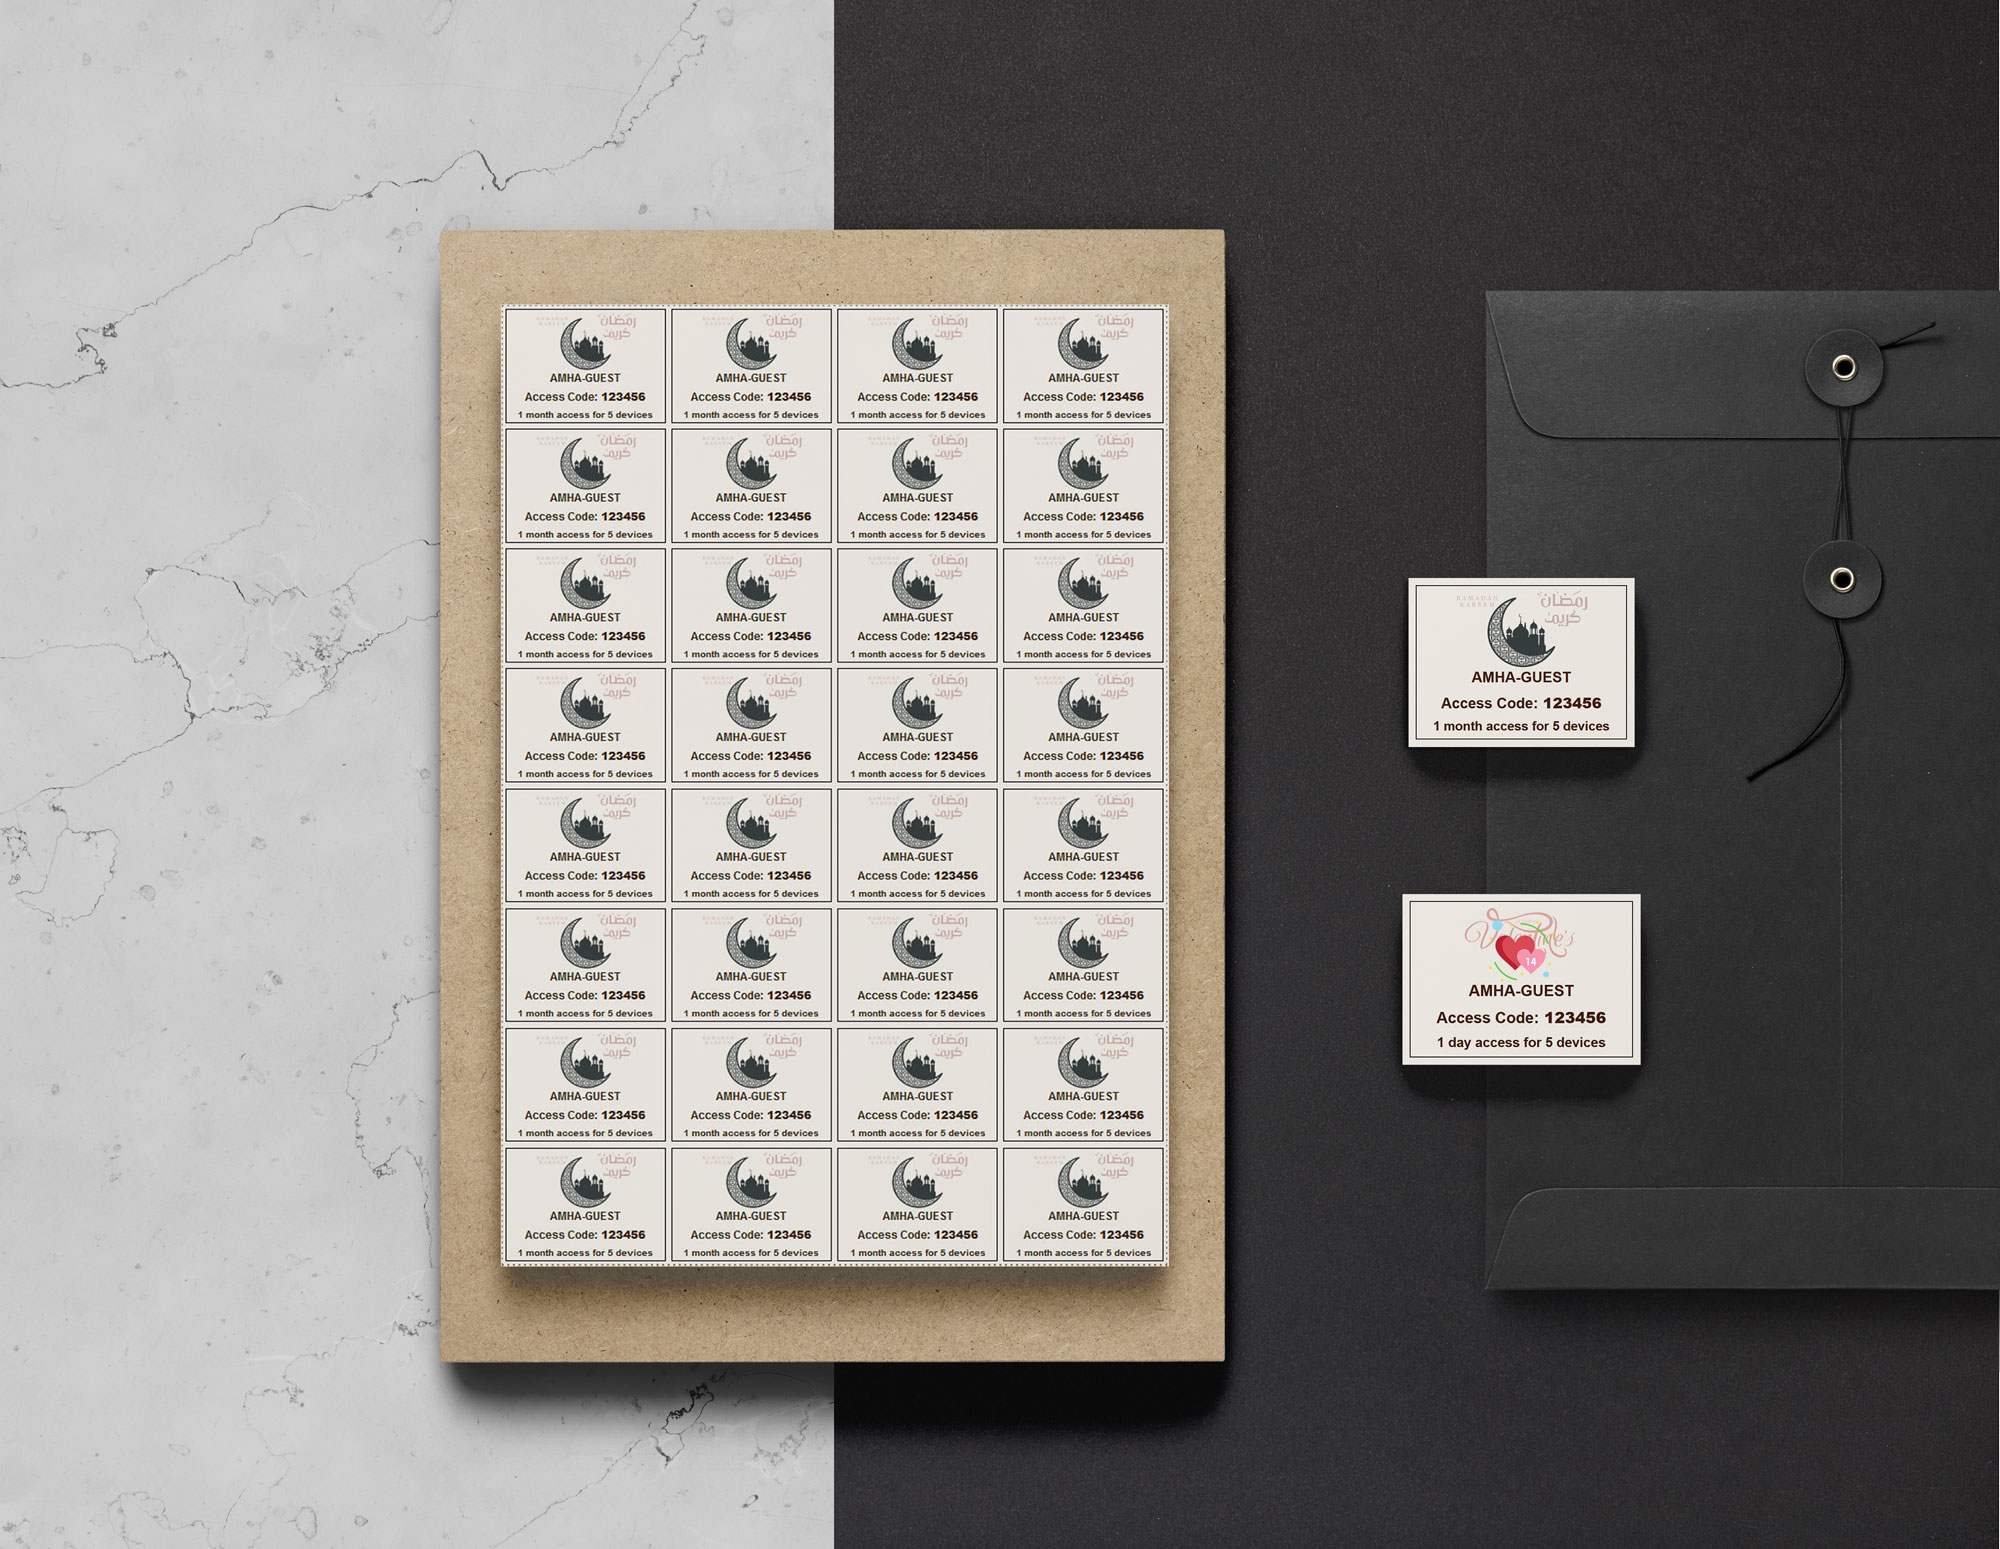 RAMADAN رمضان RAMADAN رمضان RAMADAN رمضان RAMADAN رمضان
KAREEM كريم KAREEM كريم KAREEM كريم KAREEM كريم
AMHA-GUEST AMHA-GUEST AMHA-GUEST AMHA-GUEST
Access Code: 123456 Access Code: 123456 Access Code: 123456 Access Code: 123456
1 month access for 5 devices 1 month access for 5 devices 1 month access for 5 devices 1 month access for 5 devices
RAMADAN رمضان RAMADAN رمضان RAMADAN رمضان RAMADAN رمضان
KAREEM كريم KAREEM كريم KAREEM كريم KAREEM كريم
AMHA-GUEST AMHA-GUEST AMHA-GUEST AMHA-GUEST
Access Code: 123456 Access Code: 123456 Access Code: 123456 Access Code: 123456
1 month access for 5 devices 1 month access for 5 devices 1 month access for 5 devices 1 month access for 5 devices
RAMADAN رمضان RAMADAN رمضان RAMADAN رمضان RAMADAN رمضان
KAREEM كريم KAREEM كريم KAREEM كريم KAREEM كريم
AMHA-GUEST AMHA-GUEST AMHA-GUEST AMHA-GUEST
Access Code: 123456 Access Code: 123456 Access Code: 123456 Access Code: 123456
1 month access for 5 devices 1 month access for 5 devices 1 month access for 5 devices 1 month access for 5 devices
RAMADAN رمضان RAMADAN رمضان RAMADAN رمضان RAMADAN رمضان
KAREEM كريم KAREEM كريم KAREEM كريم KAREEM كريم
AMHA-GUEST AMHA-GUEST AMHA-GUEST AMHA-GUEST
Access Code: 123456 Access Code: 123456 Access Code: 123456 Access Code: 123456
1 month access for 5 devices 1 month access for 5 devices 1 month access for 5 devices 1 month access for 5 devices
RAMADAN رمضان RAMADAN رمضان RAMADAN رمضان RAMADAN رمضان
KAREEM كريم KAREEM كريم KAREEM كريم KAREEM كريم
AMHA-GUEST AMHA-GUEST AMHA-GUEST AMHA-GUEST
Access Code: 123456 Access Code: 123456 Access Code: 123456 Access Code: 123456
1 month access for 5 devices 1 month access for 5 devices 1 month access for 5 devices 1 month access for 5 devices
RAMADAN رمضان RAMADAN رمضان RAMADAN رمضان RAMADAN رمضان
KAREEM كريم KAREEM كريم KAREEM كريم KAREEM كريم
AMHA-GUEST AMHA-GUEST AMHA-GUEST AMHA-GUEST
Access Code: 123456 Access Code: 123456 Access Code: 123456 Access Code: 123456
1 month access for 5 devices 1 month access for 5 devices 1 month access for 5 devices 1 month access for 5 devices
RAMADAN رمضان RAMADAN رمضان RAMADAN رمضان RAMADAN رمضان
KAREEM كريم KAREEM كريم KAREEM كريم KAREEM كريم
AMHA-GUEST AMHA-GUEST AMHA-GUEST AMHA-GUEST
Access Code: 123456 Access Code: 123456 Access Code: 123456 Access Code: 123456
1 month access for 5 devices 1 month access for 5 devices 1 month access for 5 devices 1 month access for 5 devices
RAMADAN رمضان RAMADAN رمضان RAMADAN رمضان RAMADAN رمضان
KAREEM كريم KAREEM كريم KAREEM كريم KAREEM كريم
AMHA-GUEST AMHA-GUEST AMHA-GUEST AMHA-GUEST
Access Code: 123456 Access Code: 123456 Access Code: 123456 Access Code: 123456
1 month access for 5 devices 1 month access for 5 devices 1 month access for 5 devices 1 month access for 5 devices
RAMADAN رمضان
KAREEM كريم
AMHA-GUEST
Access Code: 123456
1 month access for 5 devices
Valentine's
14
AMHA-GUEST
Access Code: 123456
1 day access for 5 devices